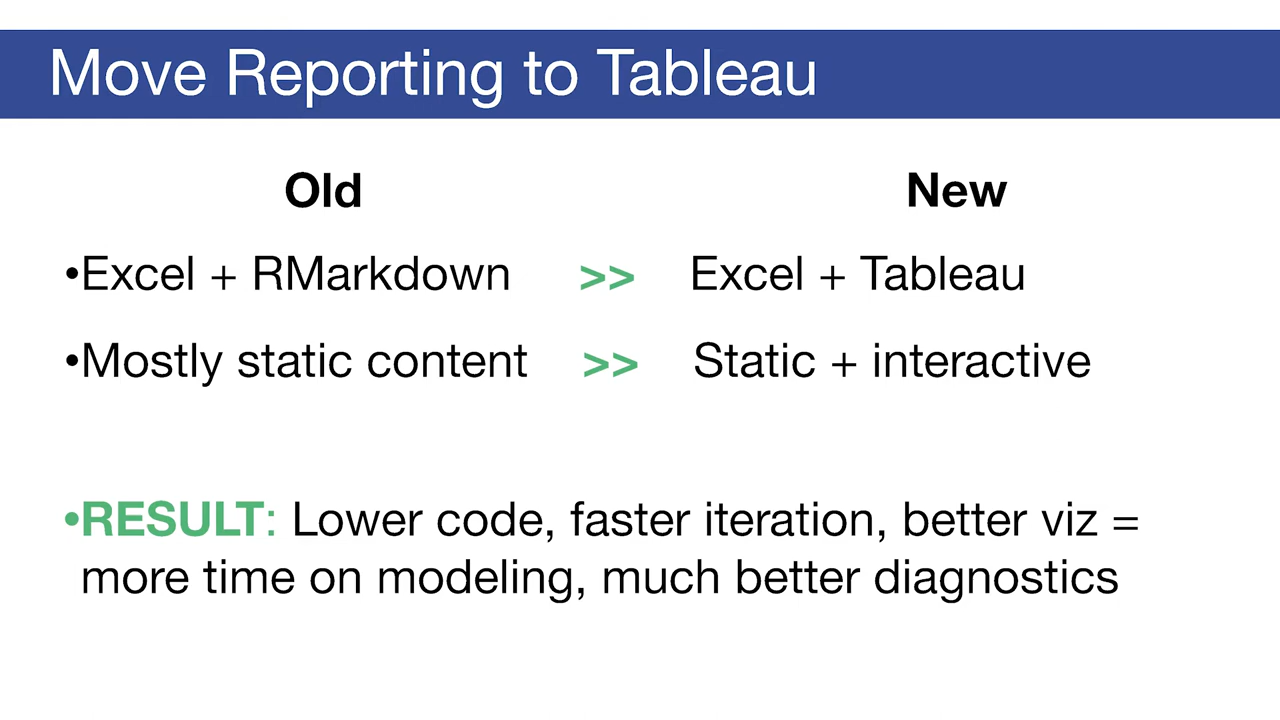 Move Reporting to Tableau
Old New
•Excel + RMarkdown >> Excel + Tableau
•Mostly static content >> Static + interactive
•RESULT: Lower code, faster iteration, better viz =
more time on modeling, much better diagnostics